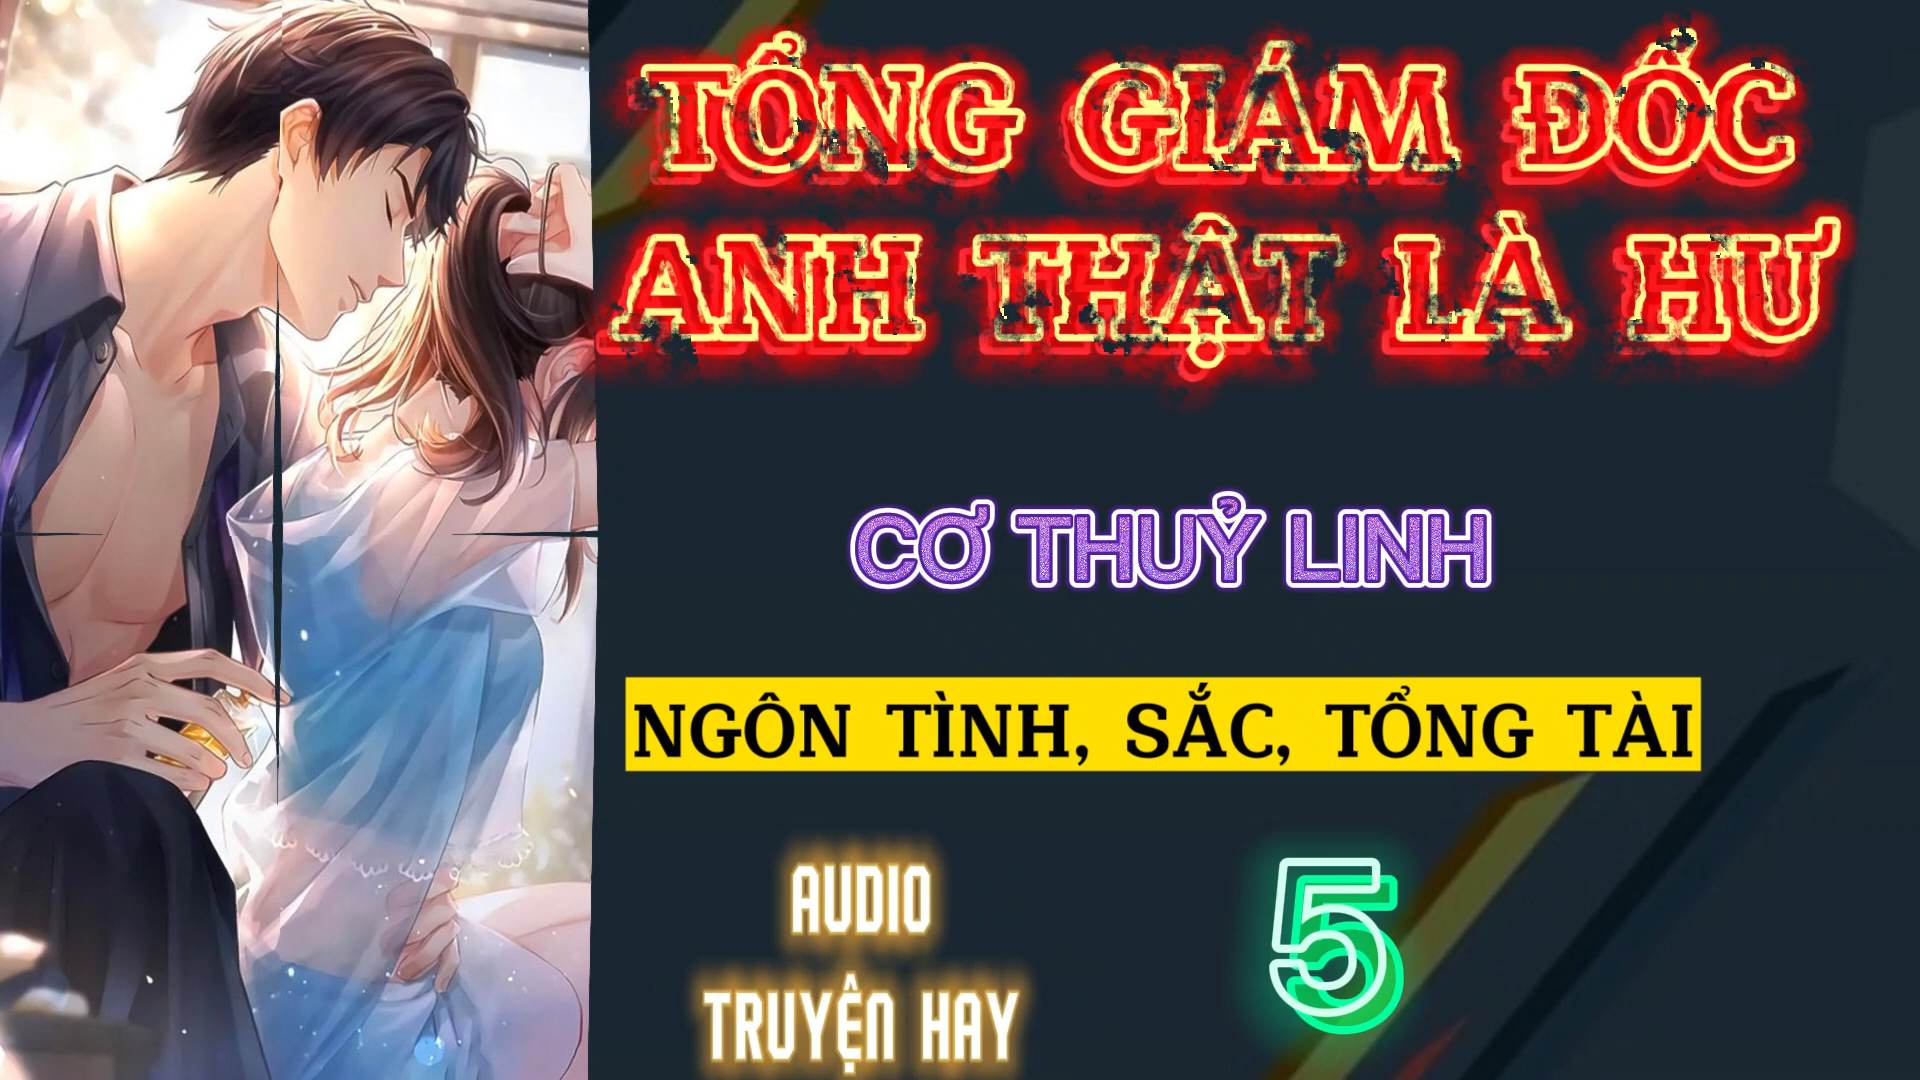 TỔNG GIÁM ĐỐC
ANH THẬT LÀ HƯ
CƠ THUỶ LINH
NGÔN TÌNH, SẮC, TỔNG TÀI
AUDIO
TRUYỆN HAY
5